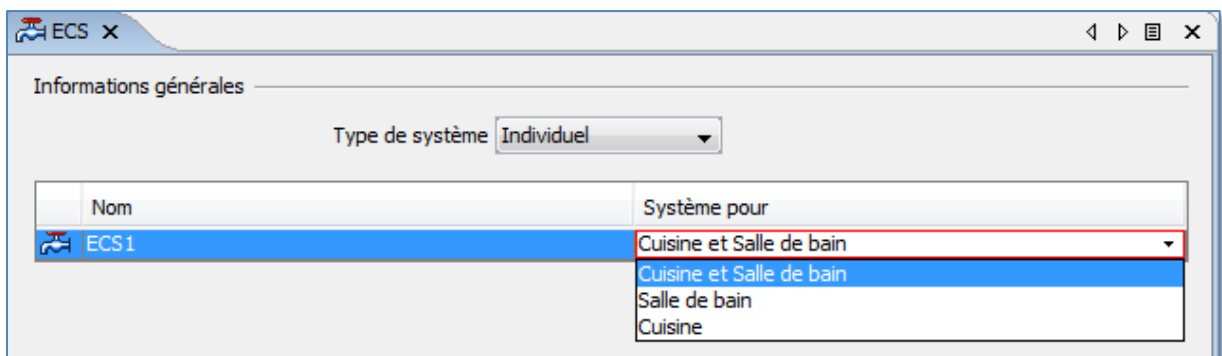 ECS
Informations générales
Type de système Individuel
Nom Système pour
ECS1 Cuisine et Salle de bain
Cuisine et Salle de bain
Salle de bain
Cuisine